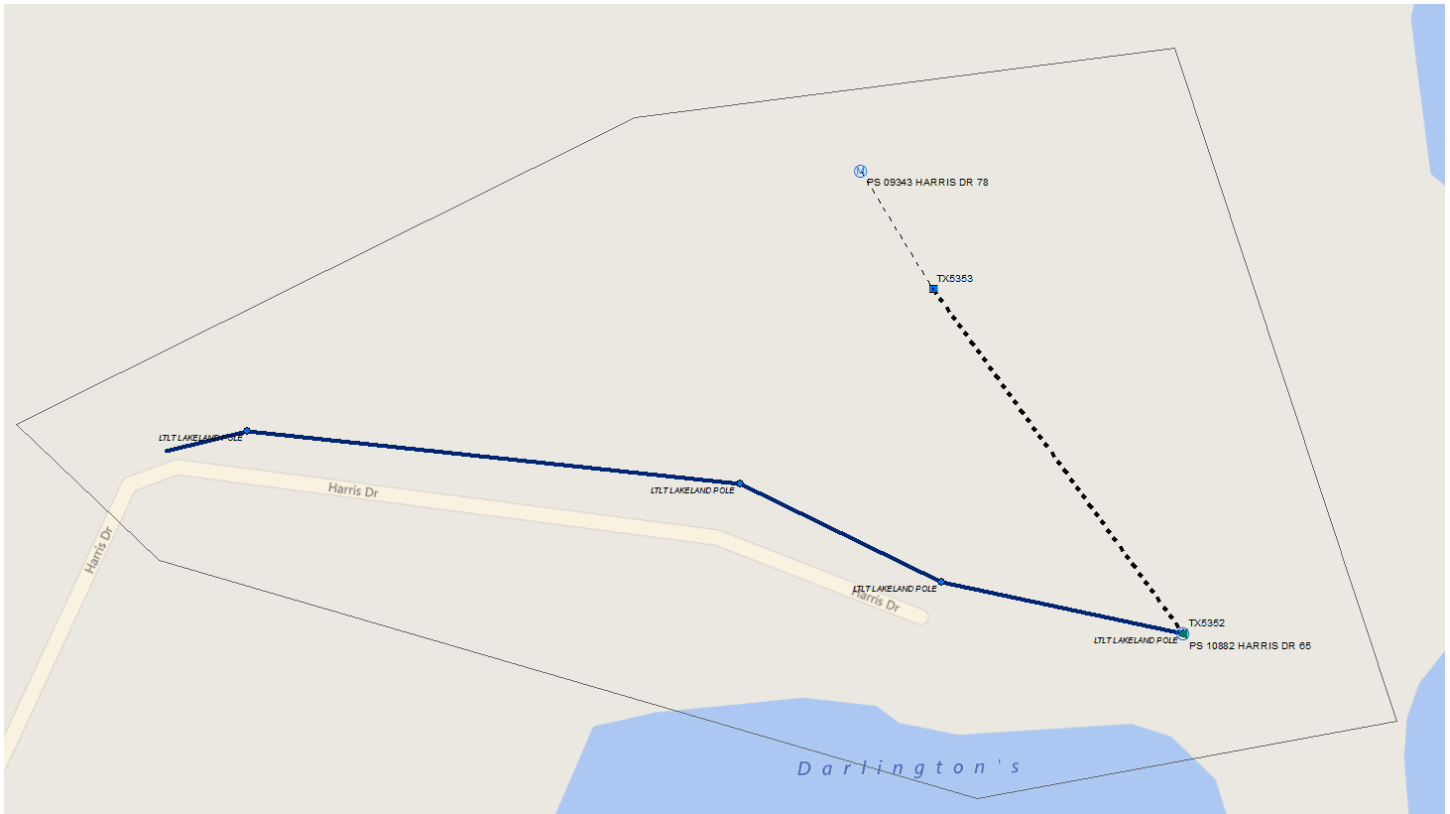 PS 09343 HARRIS DR 78
TX5353
LTLT LAKELAND POLE
Harris Dr
LTLT LAKELAND POLE
Harris Dr
LTLT LAKELAND POLE
Harris Dr
TX5352
LTLT LAKELAND POLE
PS 10882 HARRIS DR 65
Darlington's